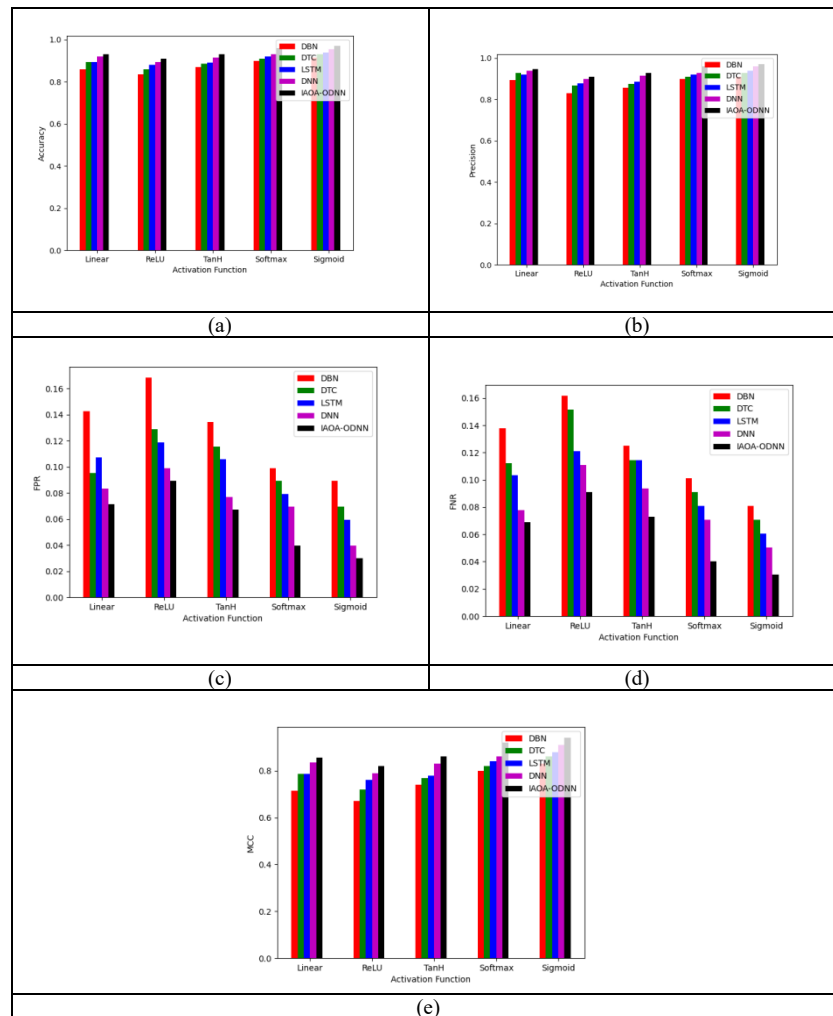 1.0
0.8
0.6
0.4
0.2
0.0
Accuracy
Linear ReLU TanH Softmax Sigmoid
Activation Function
DBN
DTC
LSTM
DNN
IAOA-ODNN
1.0
0.8
0.6
0.4
0.2
0.0
Precision
Linear ReLU TanH Softmax Sigmoid
Activation Function
DBN
DTC
LSTM
DNN
IAOA-ODNN
(a) (b)
0.16
0.14
0.12
0.10
0.08
0.06
0.04
0.02
0.00
FPR
Linear ReLU TanH Softmax Sigmoid
Activation Function
DBN
DTC
LSTM
DNN
IAOA-ODNN
0.16
0.14
0.12
0.10
0.08
0.06
0.04
0.02
0.00
FNR
Linear ReLU TanH Softmax Sigmoid
Activation Function
DBN
DTC
LSTM
DNN
IAOA-ODNN
(c) (d)
0.8
0.6
0.4
0.2
0.0
MCC
Linear ReLU TanH Softmax Sigmoid
Activation Function
DBN
DTC
LSTM
DNN
IAOA-ODNN
(e)